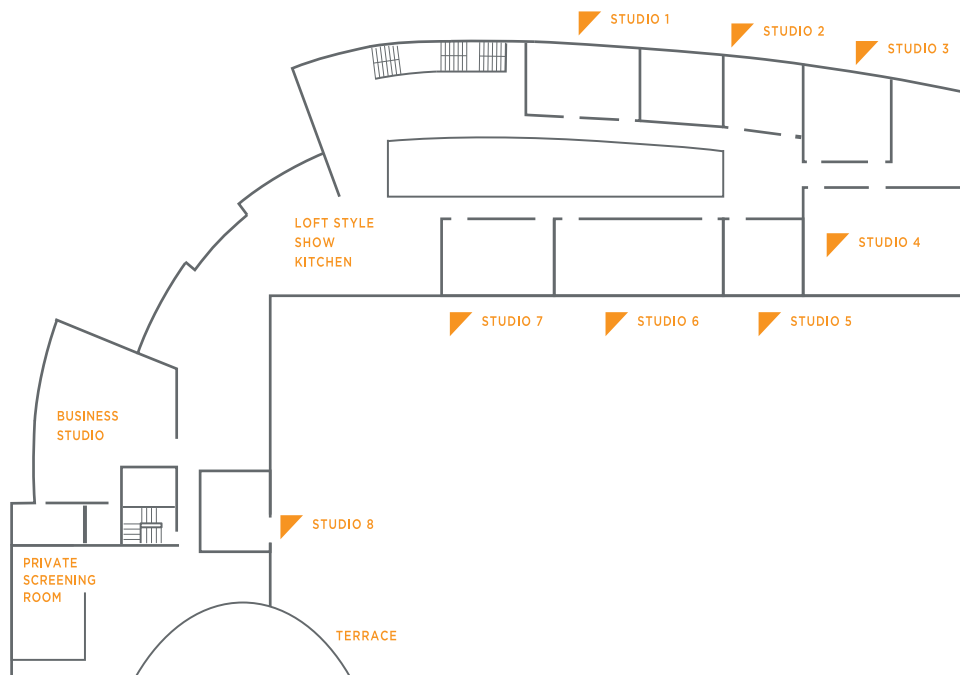 STUDIO 1
STUDIO 2
STUDIO 3
LOFT STYLE
SHOW
KITCHEN
STUDIO 4
STUDIO 7
STUDIO 6
STUDIO 5
BUSINESS
STUDIO
STUDIO 8
PRIVATE
SCREENING
ROOM
TERRACE